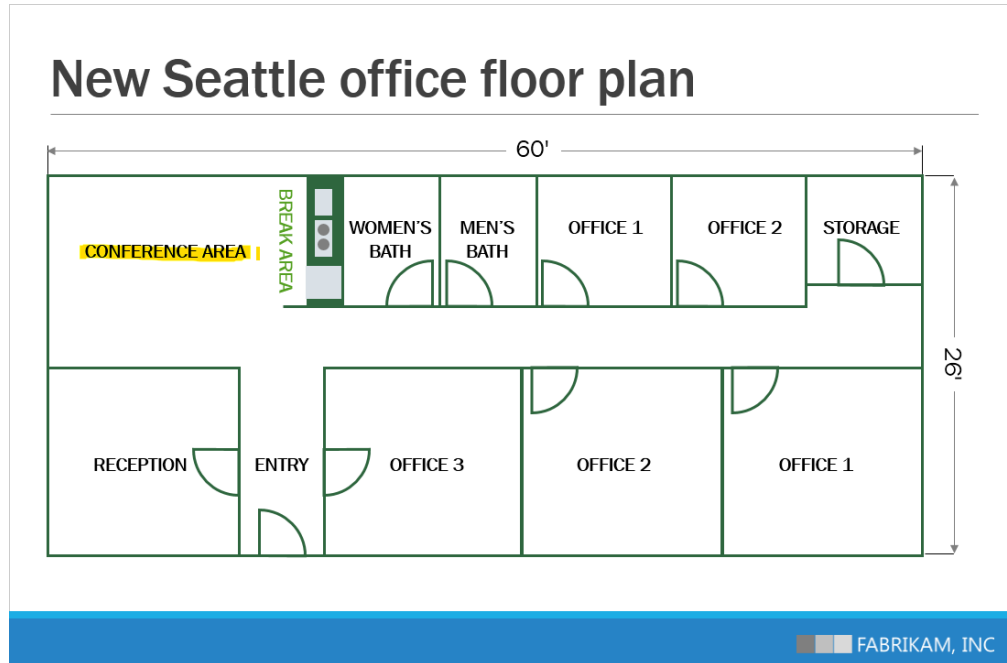 New Seattle office floor plan
60'
BREAK AREA
WOMEN'S
BATH
MEN'S
BATH
OFFICE 1
OFFICE 2
STORAGE
CONFERENCE AREA
26'
RECEPTION
ENTRY
OFFICE 3
OFFICE 2
OFFICE 1
FABRIKAM, INC